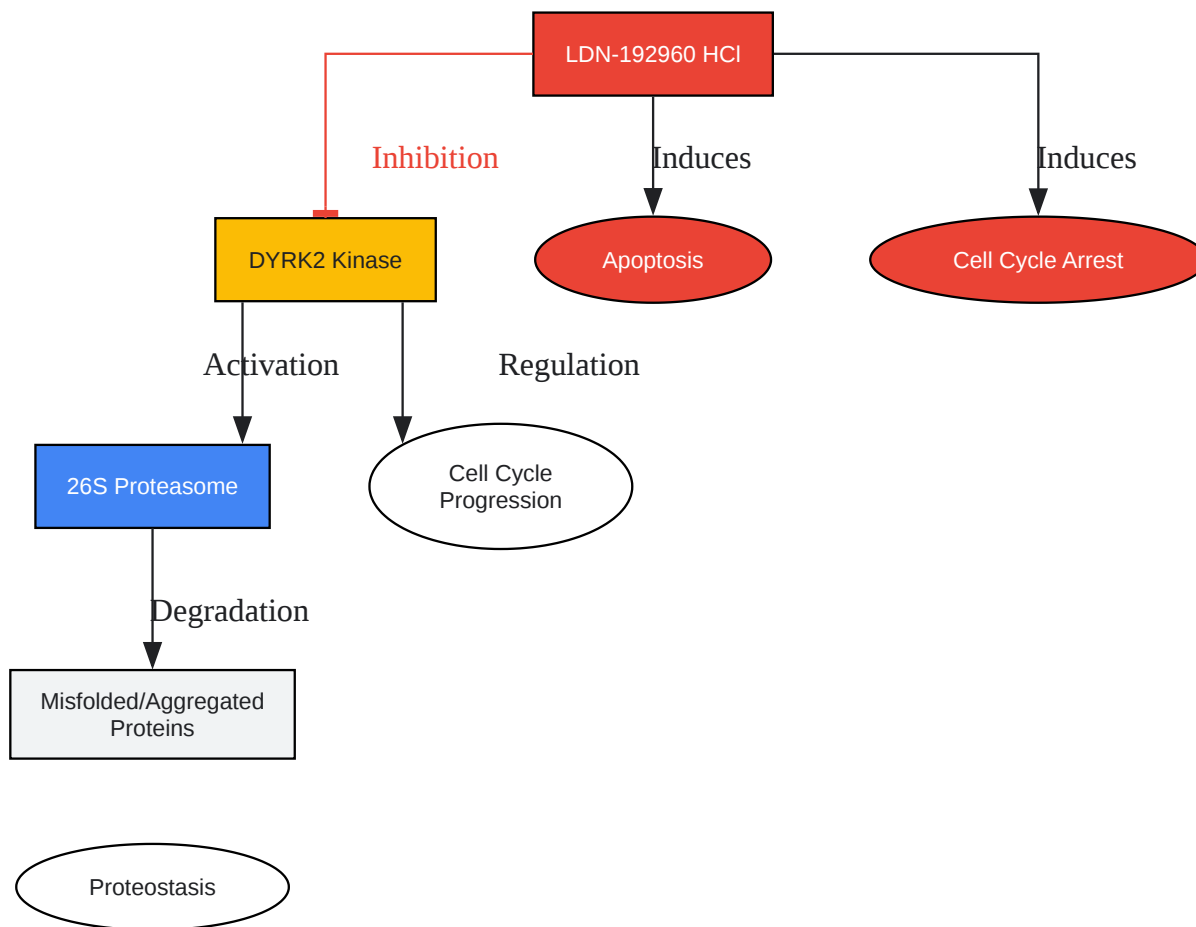 LDN-192960 HCl
Inhibition
Induces
Induces
DYRK2 Kinase
Apoptosis
Cell Cycle Arrest
Activation
Regulation
26S Proteasome
Cell Cycle
Progression
Degradation
Misfolded/Aggregated
Proteins
Proteostasis